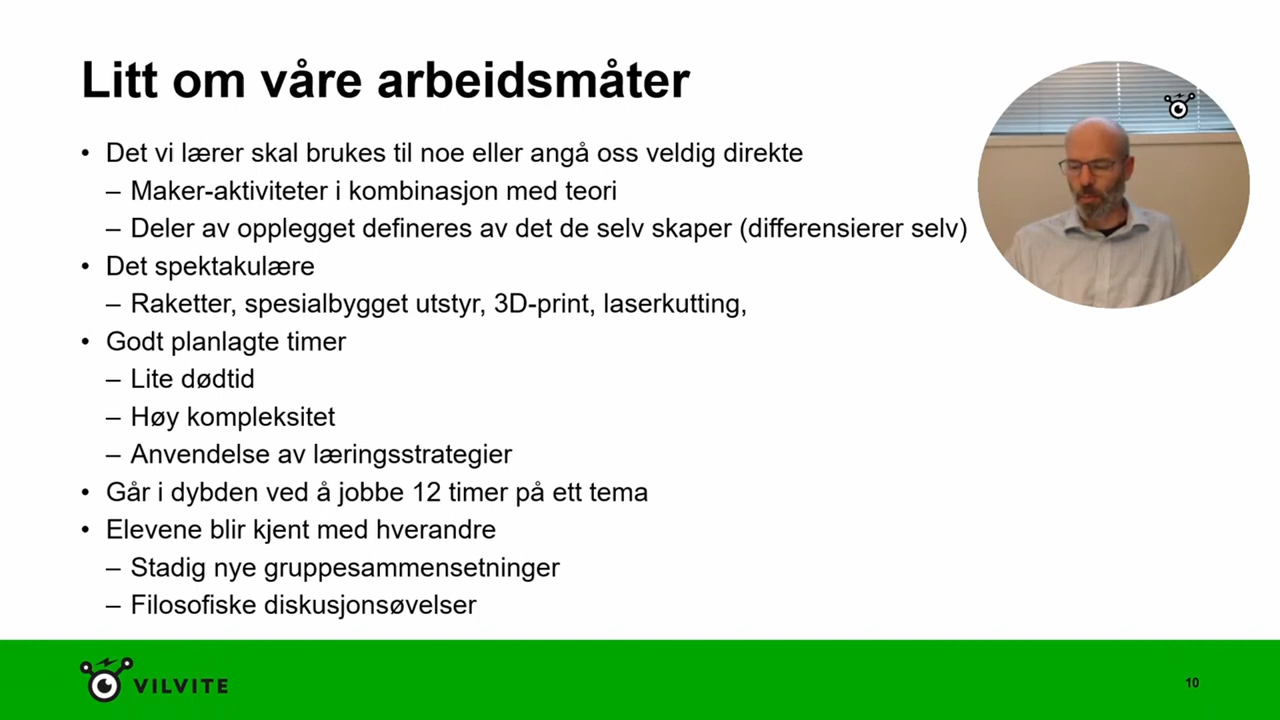 Litt om våre arbeidsmåter
• Det vi lærer skal brukes til noe eller angå oss veldig direkte
– Maker-aktiviteter i kombinasjon med teori
– Deler av opplegget defineres av det de selv skaper (differensierer selv)
• Det spektakulære
– Raketter, spesialbygget utstyr, 3D-print, laserkutting,
• Godt planlagte timer
– Lite dødtid
– Høy kompleksitet
– Anvendelse av læringsstrategier
• Går i dybden ved å jobbe 12 timer på ett tema
• Elevene blir kjent med hverandre
– Stadig nye gruppesammensetninger
– Filosofiske diskusjonsøvelser
VILVITE
10